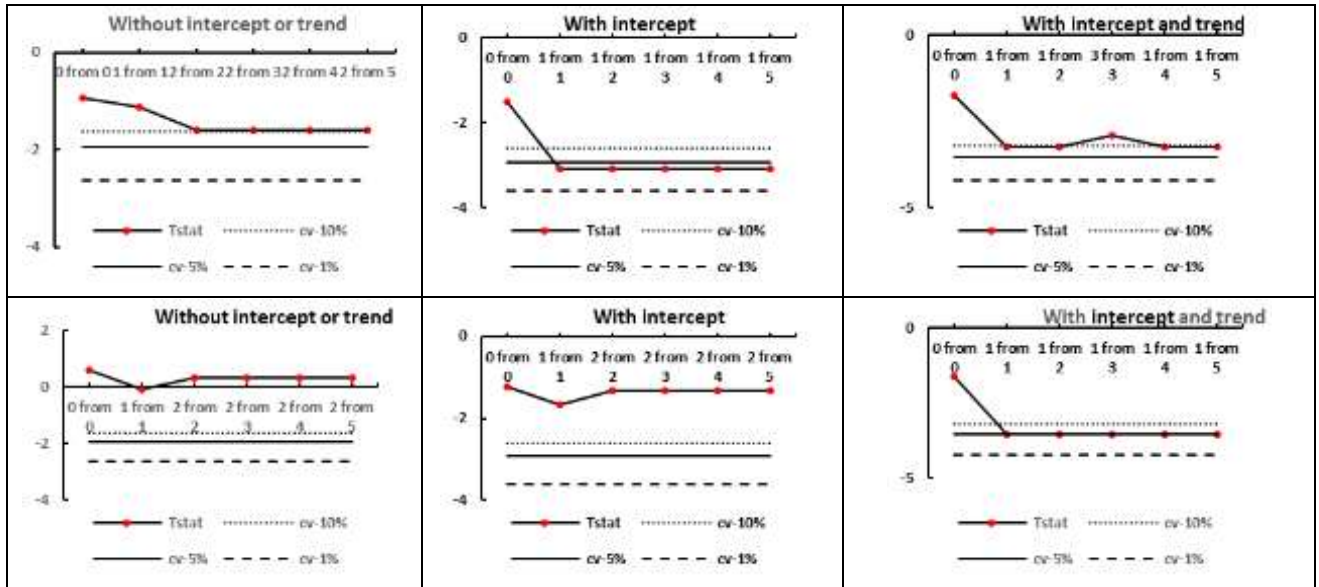 Without intercept or trend
0
0 from 0 1 from 1 2 from 2 2 from 3 2 from 4 2 from 5
-2
-4
Tstat cv-10%
cv-5% cv-1%
With intercept
0
0 from 0 1 from 1 1 from 2 1 from 3 1 from 4 1 from 5
-2
-4
Tstat cv-10%
cv-5% cv-1%
With intercept and trend
0
0 from 0 1 from 1 1 from 2 3 from 3 1 from 4 1 from 5
-5
Tstat cv-10%
cv-5% cv-1%
Without intercept or trend
2
0
0 from 0 1 from 1 2 from 2 2 from 3 2 from 4 2 from 5
-2
-4
Tstat cv-10%
cv-5% cv-1%
With intercept
0
0 from 0 1 from 1 2 from 2 2 from 3 2 from 4 2 from 5
-2
-4
Tstat cv-10%
cv-5% cv-1%
With intercept and trend
0
0 from 0 1 from 1 1 from 2 1 from 3 1 from 4 1 from 5
-5
Tstat cv-10%
cv-5% cv-1%